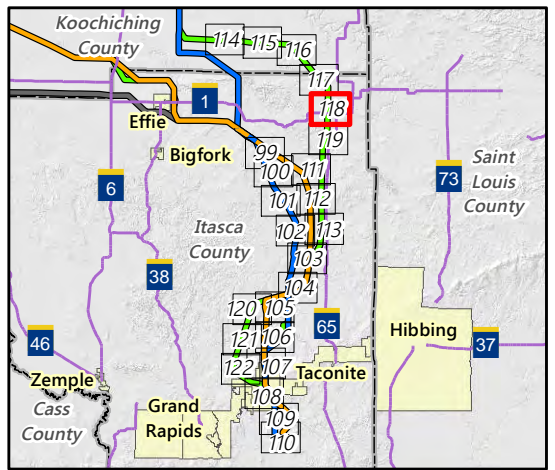 Koochiching
County
114
115
116
117
118
119
1
Effie
Bigfork
99
100
101
111
112
102
113
103
104
6
73
Saint
Louis
County
Itasca
County
38
120
105
121
106
65
Hibbing
37
46
122
107
Taconite
Zemple
108
Cass
County
Grand
Rapids
109
110